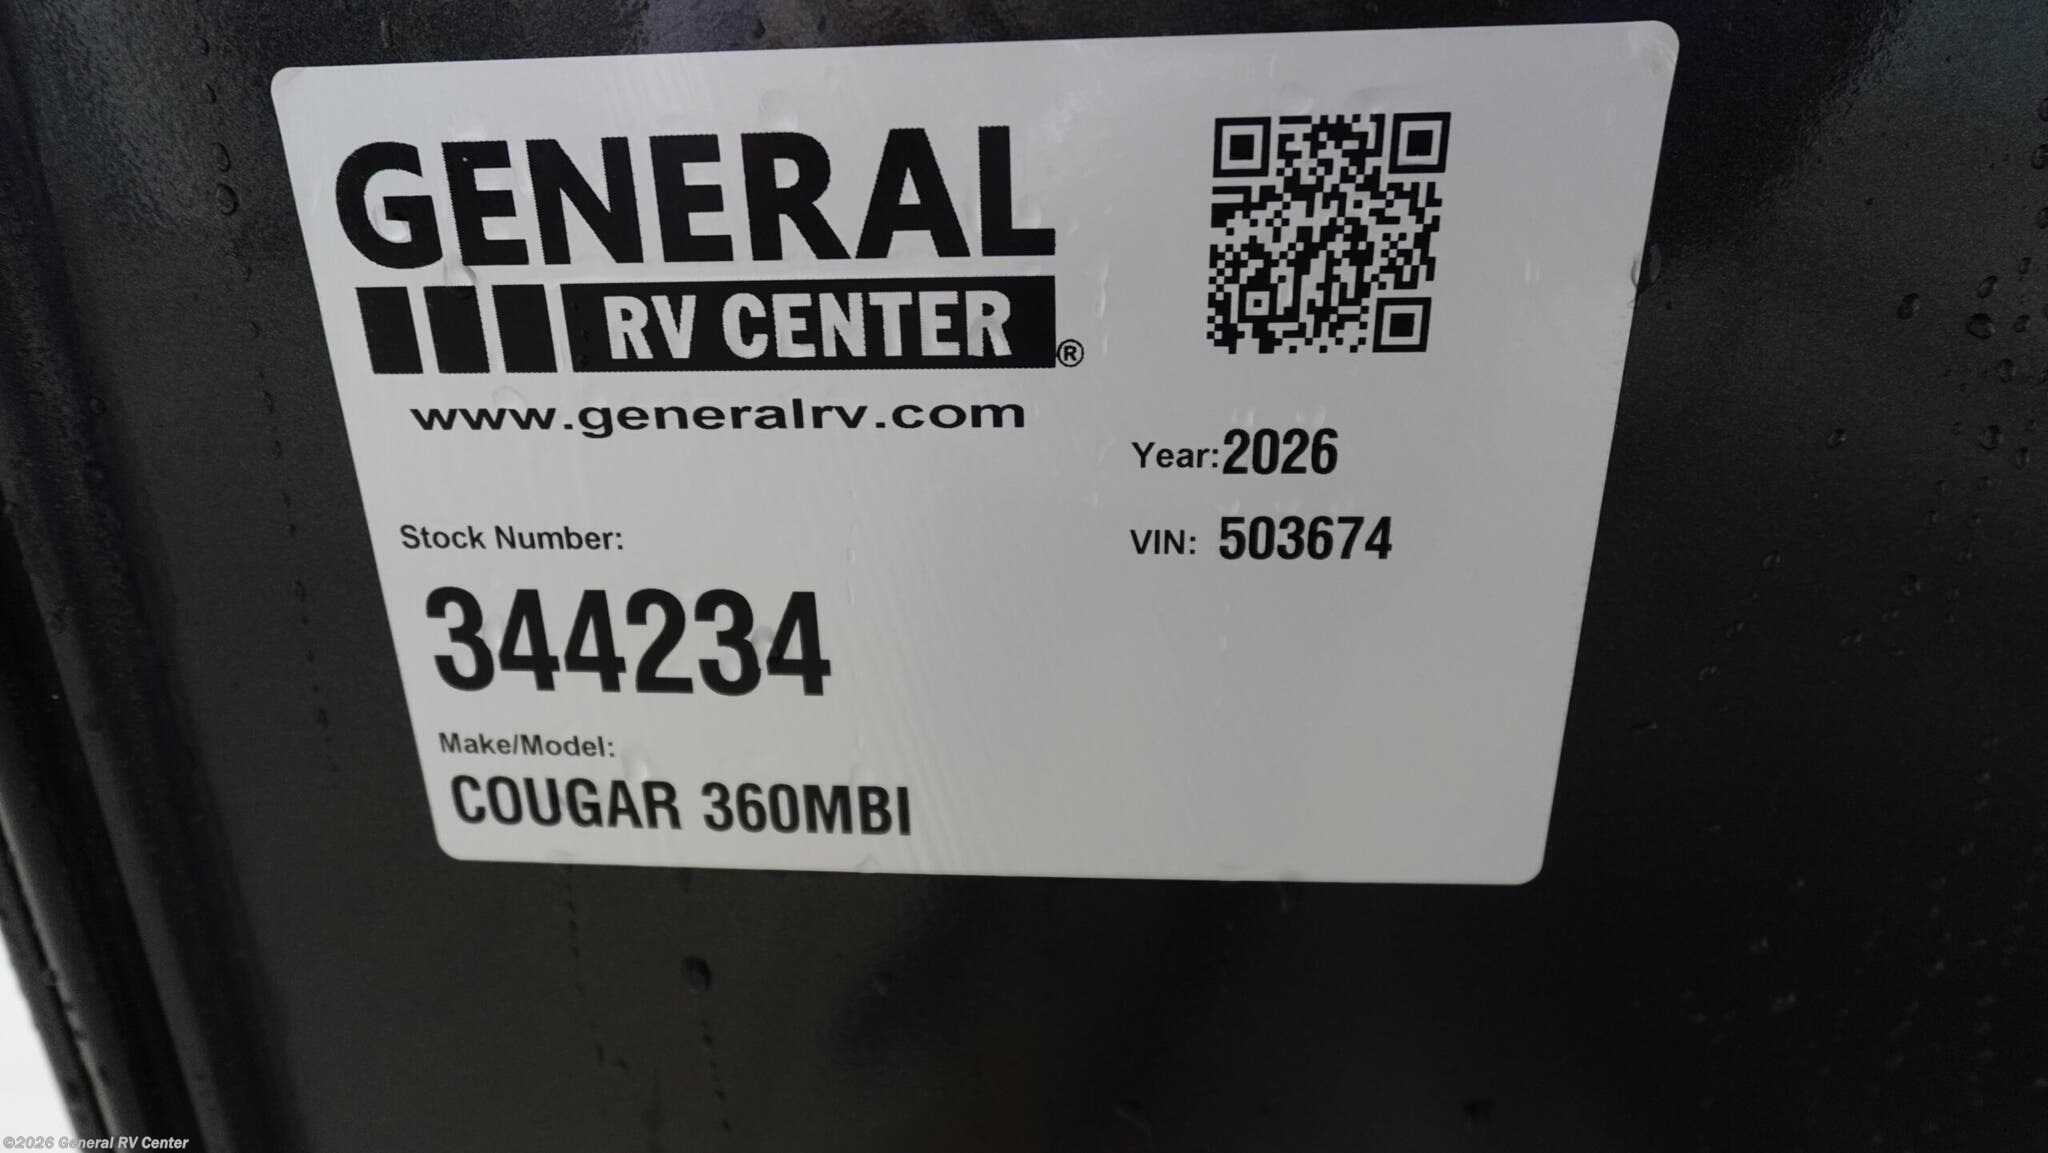 GENERAL
RV CENTER®
www.generalrv.com
Year: 2026
VIN: 503674
Stock Number:
344234
Make/Model:
COUGAR 360MBI
©2026 General RV Center